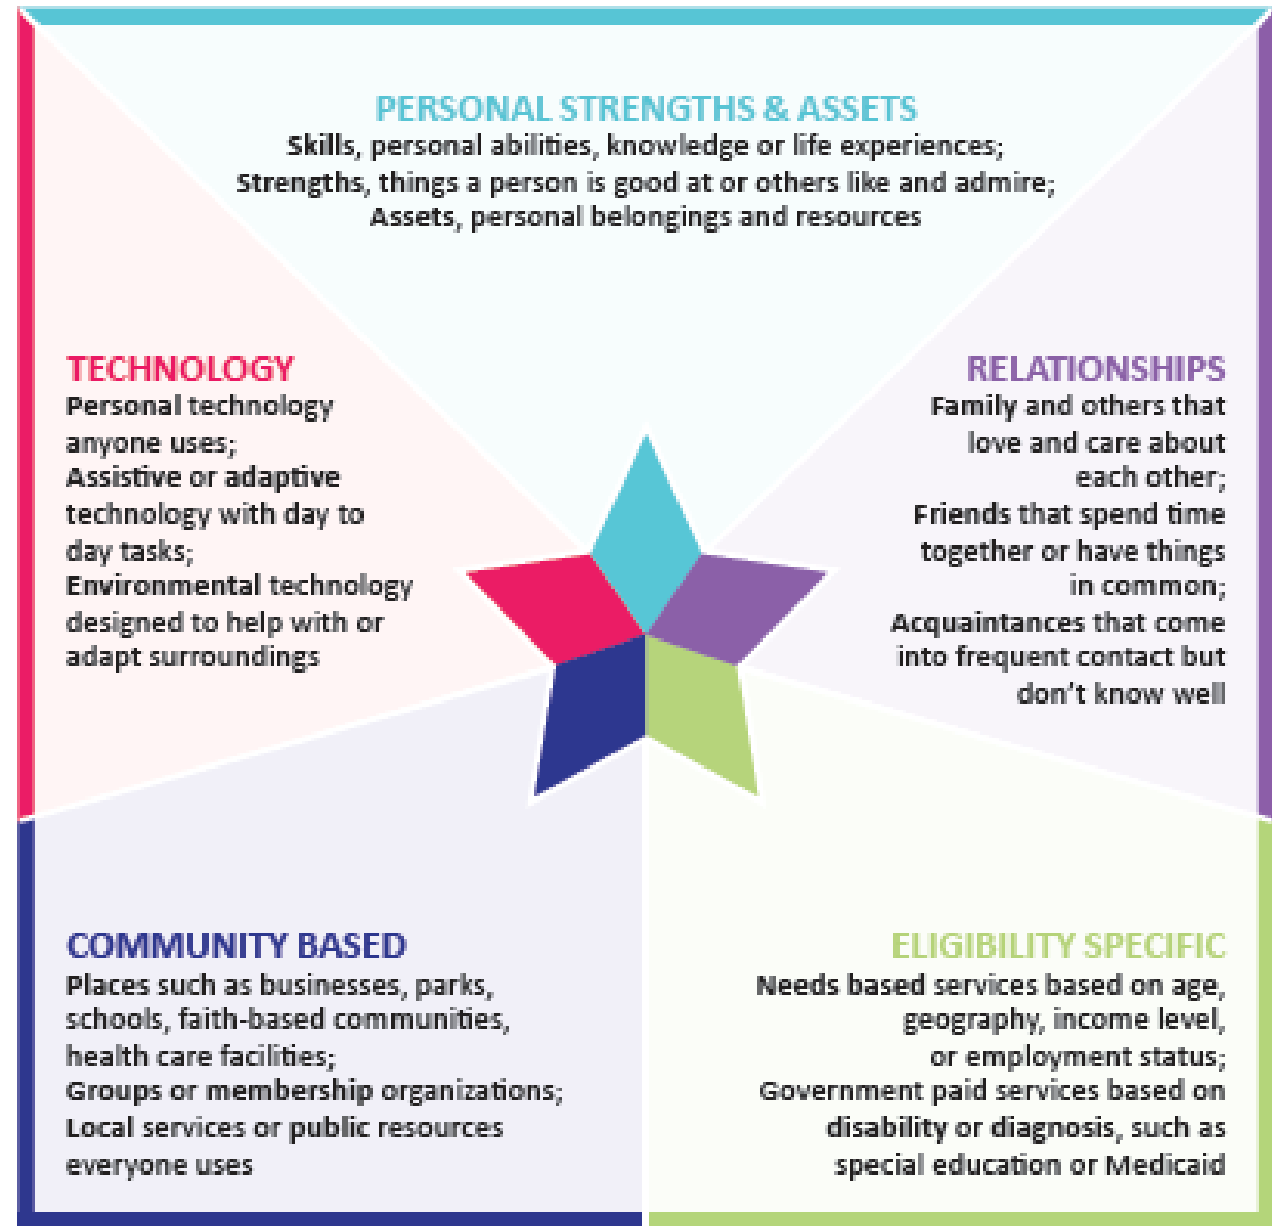 PERSONAL STRENGTHS & ASSETS
Skills, personal abilities, knowledge or life experiences;
Strengths, things a person is good at or others like and admire;
Assets, personal belongings and resources
TECHNOLOGY
Personal technology
anyone uses;
Assistive or adaptive
technology with day to
day tasks;
Environmental technology
designed to help with or
adapt surroundings
RELATIONSHIPS
Family and others that
love and care about
each other;
Friends that spend time
together or have things
in common;
Acquaintances that come
into frequent contact but
don't know well
COMMUNITY BASED
Places such as businesses, parks,
schools, faith-based communities,
health care facilities;
Groups or membership organizations;
Local services or public resources
everyone uses
ELIGIBILITY SPECIFIC
Needs based services based on age,
geography, income level,
or employment status;
Government paid services based on
disability or diagnosis, such as
special education or Medicaid